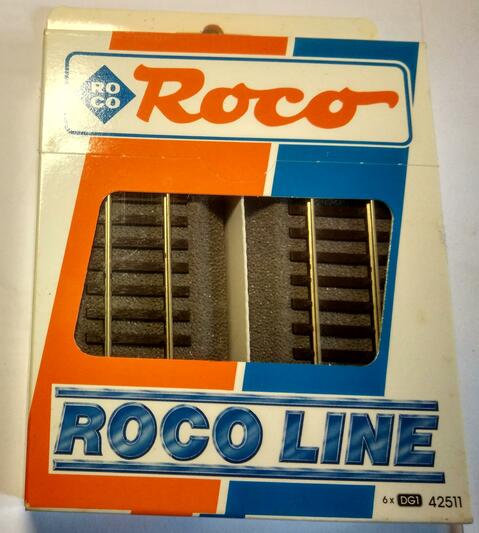 RO
CO
Roco
ROCO LINE
6x DG1 42511